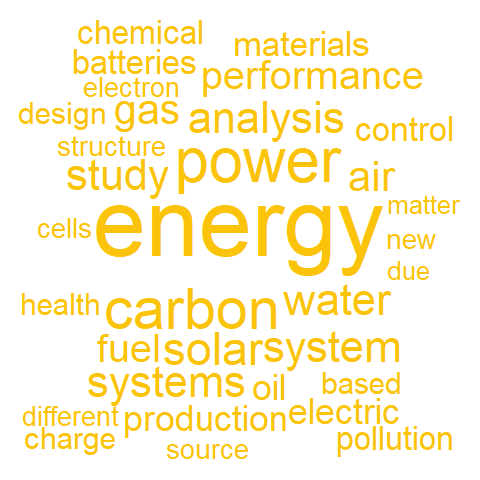 chemical
materials
batteries
performance
electron
design
gas
analysis
control
structure
power
study
air
energy
matter
cells
new
due
health
carbon
water
fuel
solar
system
systems
oil
based
different
production
electric
charge
source
pollution